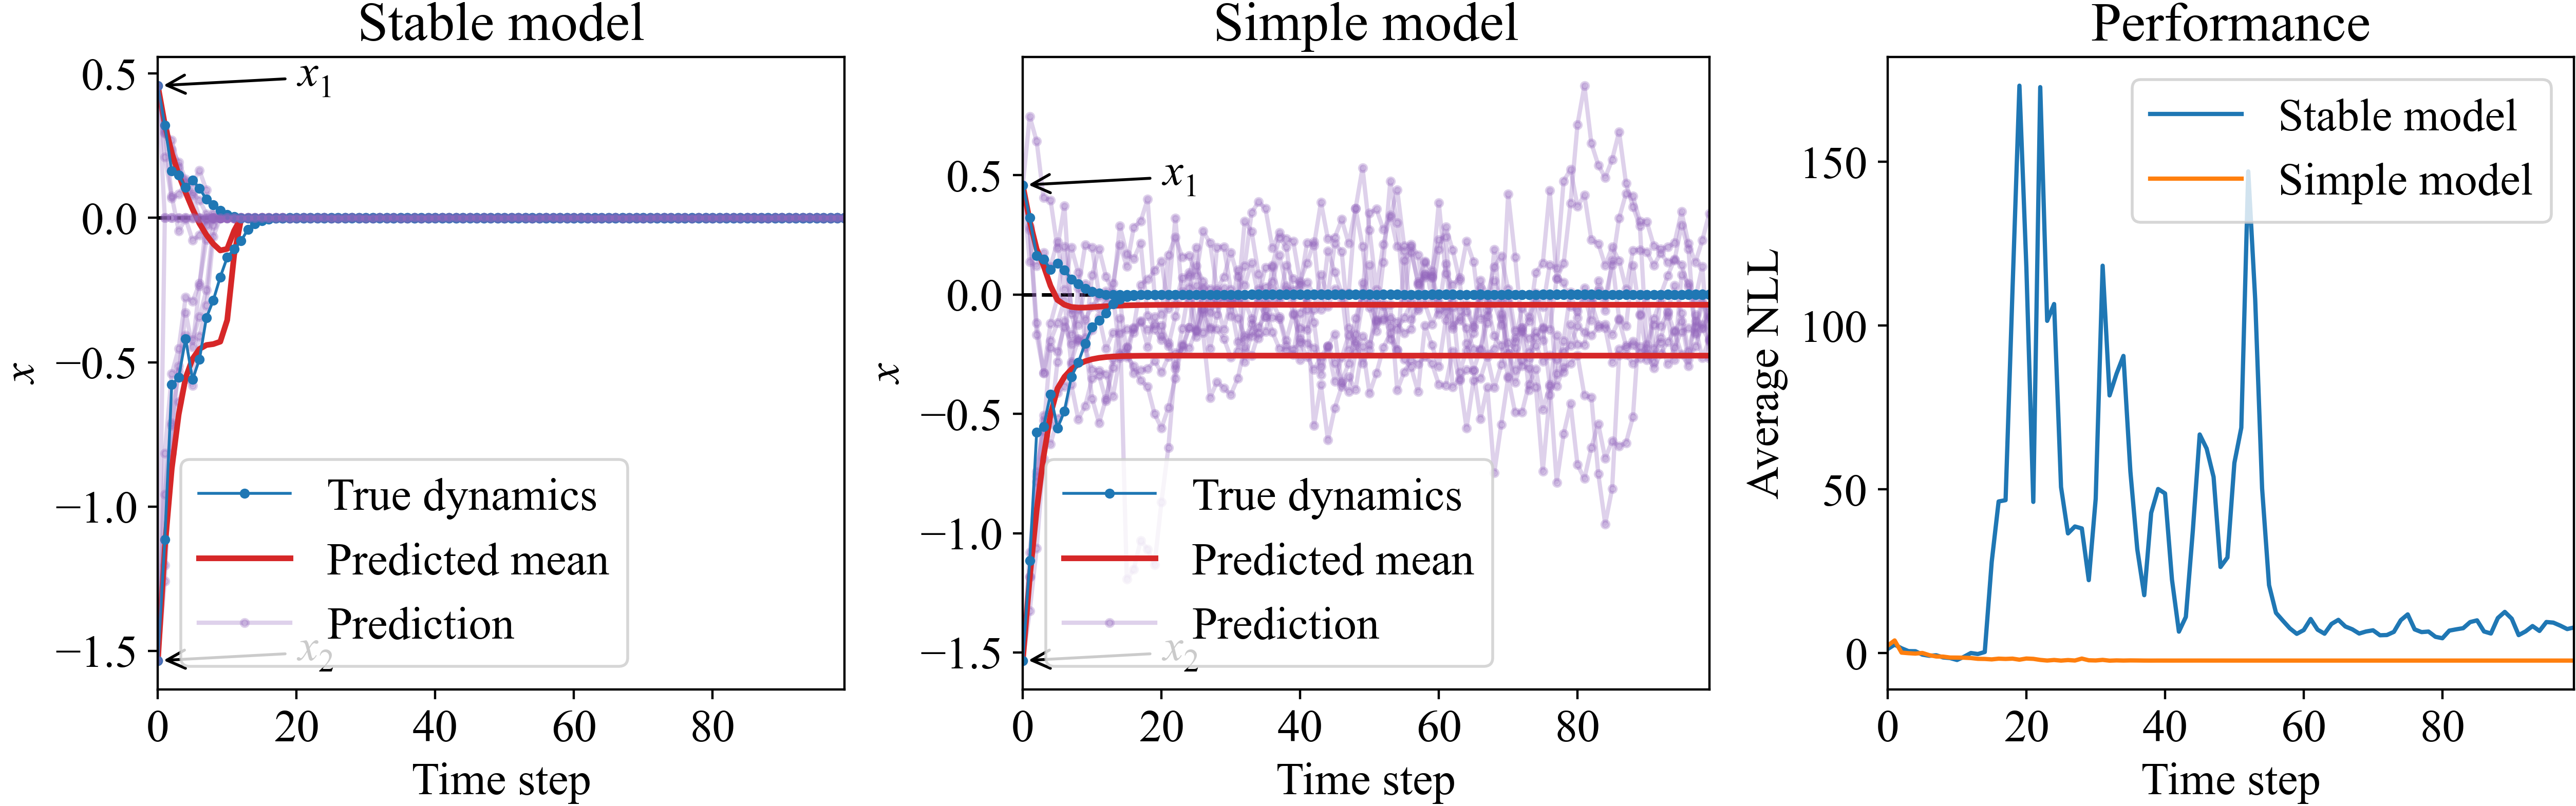 Stable model
0.5
0.0
−0.5
−1.0
−1.5
x
x1
x2
True dynamics
Predicted mean
Prediction
0 20 40 60 80
Time step
Simple model
0.5
0.0
−0.5
−1.0
−1.5
x
x1
x2
True dynamics
Predicted mean
Prediction
0 20 40 60 80
Time step
Performance
150
100
50
0
Average NLL
Stable model
Simple model
0 20 40 60 80
Time step